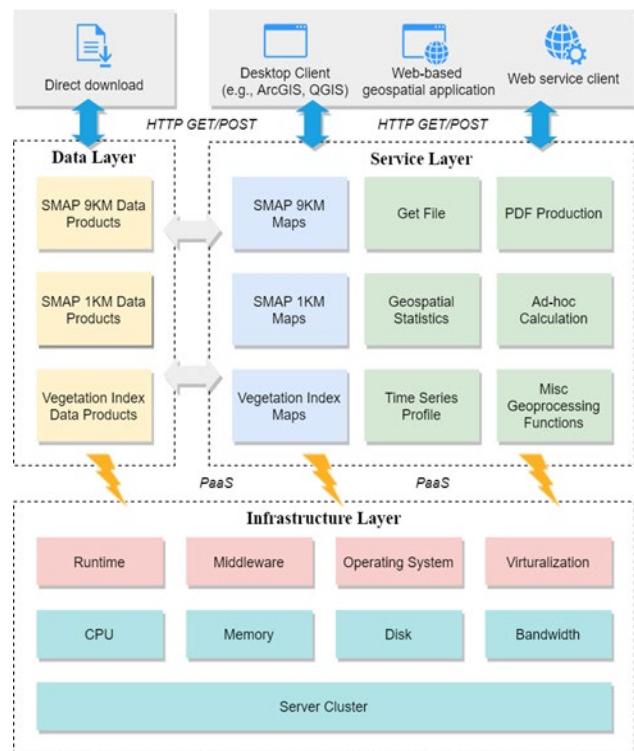 Direct download
Desktop Client
(e.g., ArcGIS, QGIS)
Web-based
geospatial application
Web service client
HTTP GET/POST
HTTP GET/POST
Data Layer
SMAP 9KM Data
Products
SMAP 1KM Data
Products
Vegetation Index
Data Products
Service Layer
SMAP 9KM
Maps
Get File
PDF Production
SMAP 1KM
Maps
Geospatial
Statistics
Ad-hoc
Calculation
Vegetation Index
Maps
Time Series
Profile
Misc
Geoprocessing
Functions
PaaS
PaaS
Infrastructure Layer
Runtime
Middleware
Operating System
Virturalization
CPU
Memory
Disk
Bandwidth
Server Cluster